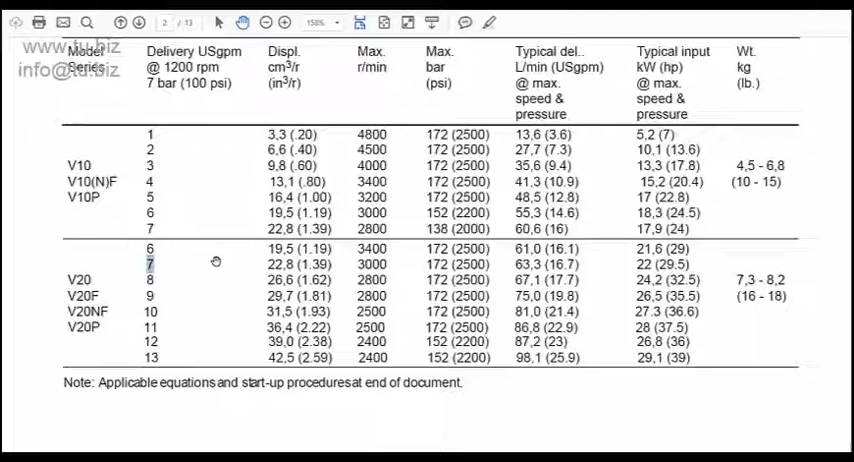 2 / 13
158%
www.tu.biz
info@tu.biz
Model Delivery USgpm Displ. Max. Max. Typical del.. Typical input Wt.
Series @ 1200 rpm cm³/r r/min bar L/min (USgpm) kW (hp) kg
7 bar (100 psi) (in³/r) (psi) @ max. @ max. (lb.)
speed & speed &
pressure pressure
1 3,3 (.20) 4800 172 (2500) 13,6 (3.6) 5,2 (7)
2 6,6 (.40) 4500 172 (2500) 27,7 (7.3) 10,1 (13.6)
V10 3 9,8 (.60) 4000 172 (2500) 35,6 (9.4) 13,3 (17.8) 4,5 - 6,8
V10(N)F 4 13,1 (.80) 3400 172 (2500) 41,3 (10.9) 15,2 (20.4) (10 - 15)
V10P 5 16,4 (1.00) 3200 172 (2500) 48,5 (12.8) 17 (22.8)
6 19,5 (1.19) 3000 152 (2200) 55,3 (14.6) 18,3 (24.5)
7 22,8 (1.39) 2800 138 (2000) 60,6 (16) 17,9 (24)
6 19,5 (1.19) 3400 172 (2500) 61,0 (16.1) 21,6 (29)
7 22,8 (1.39) 3000 172 (2500) 63,3 (16.7) 22 (29.5)
V20 8 26,6 (1.62) 2800 172 (2500) 67,1 (17.7) 24,2 (32.5) 7,3 - 8,2
V20F 9 29,7 (1.81) 2800 172 (2500) 75,0 (19.8) 26,5 (35.5) (16 - 18)
V20NF 10 31,5 (1.93) 2500 172 (2500) 81,0 (21.4) 27.3 (36.6)
V20P 11 36,4 (2.22) 2500 172 (2500) 86,8 (22.9) 28 (37.5)
12 39,0 (2.38) 2400 152 (2200) 87,2 (23) 26,8 (36)
13 42,5 (2.59) 2400 152 (2200) 98,1 (25.9) 29,1 (39)
Note: Applicable equations and start-up procedures at end of document.